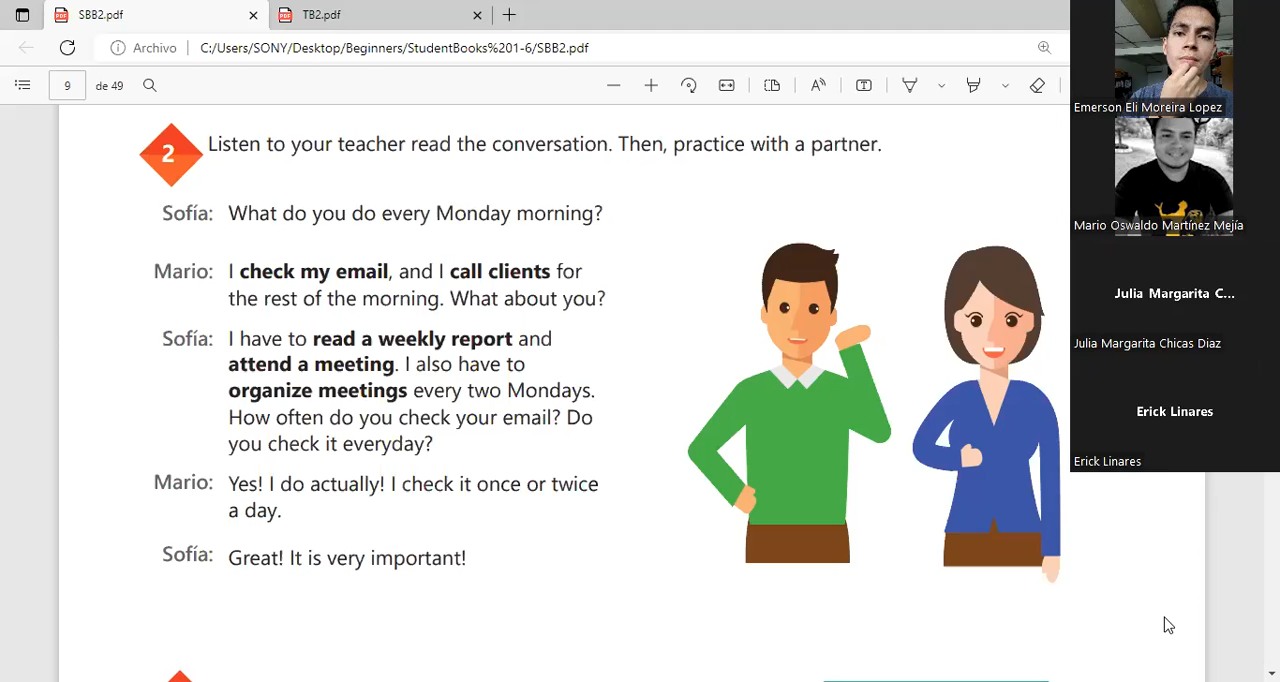 SBB2.pdf
TB2.pdf
Archivo
C:/Users/SONY/Desktop/Beginners/StudentBooks%201-6/SBB2.pdf
9
de 49
2
Listen to your teacher read the conversation. Then, practice with a partner.
Sofía: What do you do every Monday morning?
Mario: I check my email, and I call clients for
the rest of the morning. What about you?
Sofía: I have to read a weekly report and
attend a meeting. I also have to
organize meetings every two Mondays.
How often do you check your email? Do
you check it everyday?
Mario: Yes! I do actually! I check it once or twice
a day.
Sofía: Great! It is very important!
Emerson Eli Moreira Lopez
Mario Oswaldo Martínez Mejía
Julia Margarita C...
Julia Margarita Chicas Diaz
Erick Linares
Erick Linares